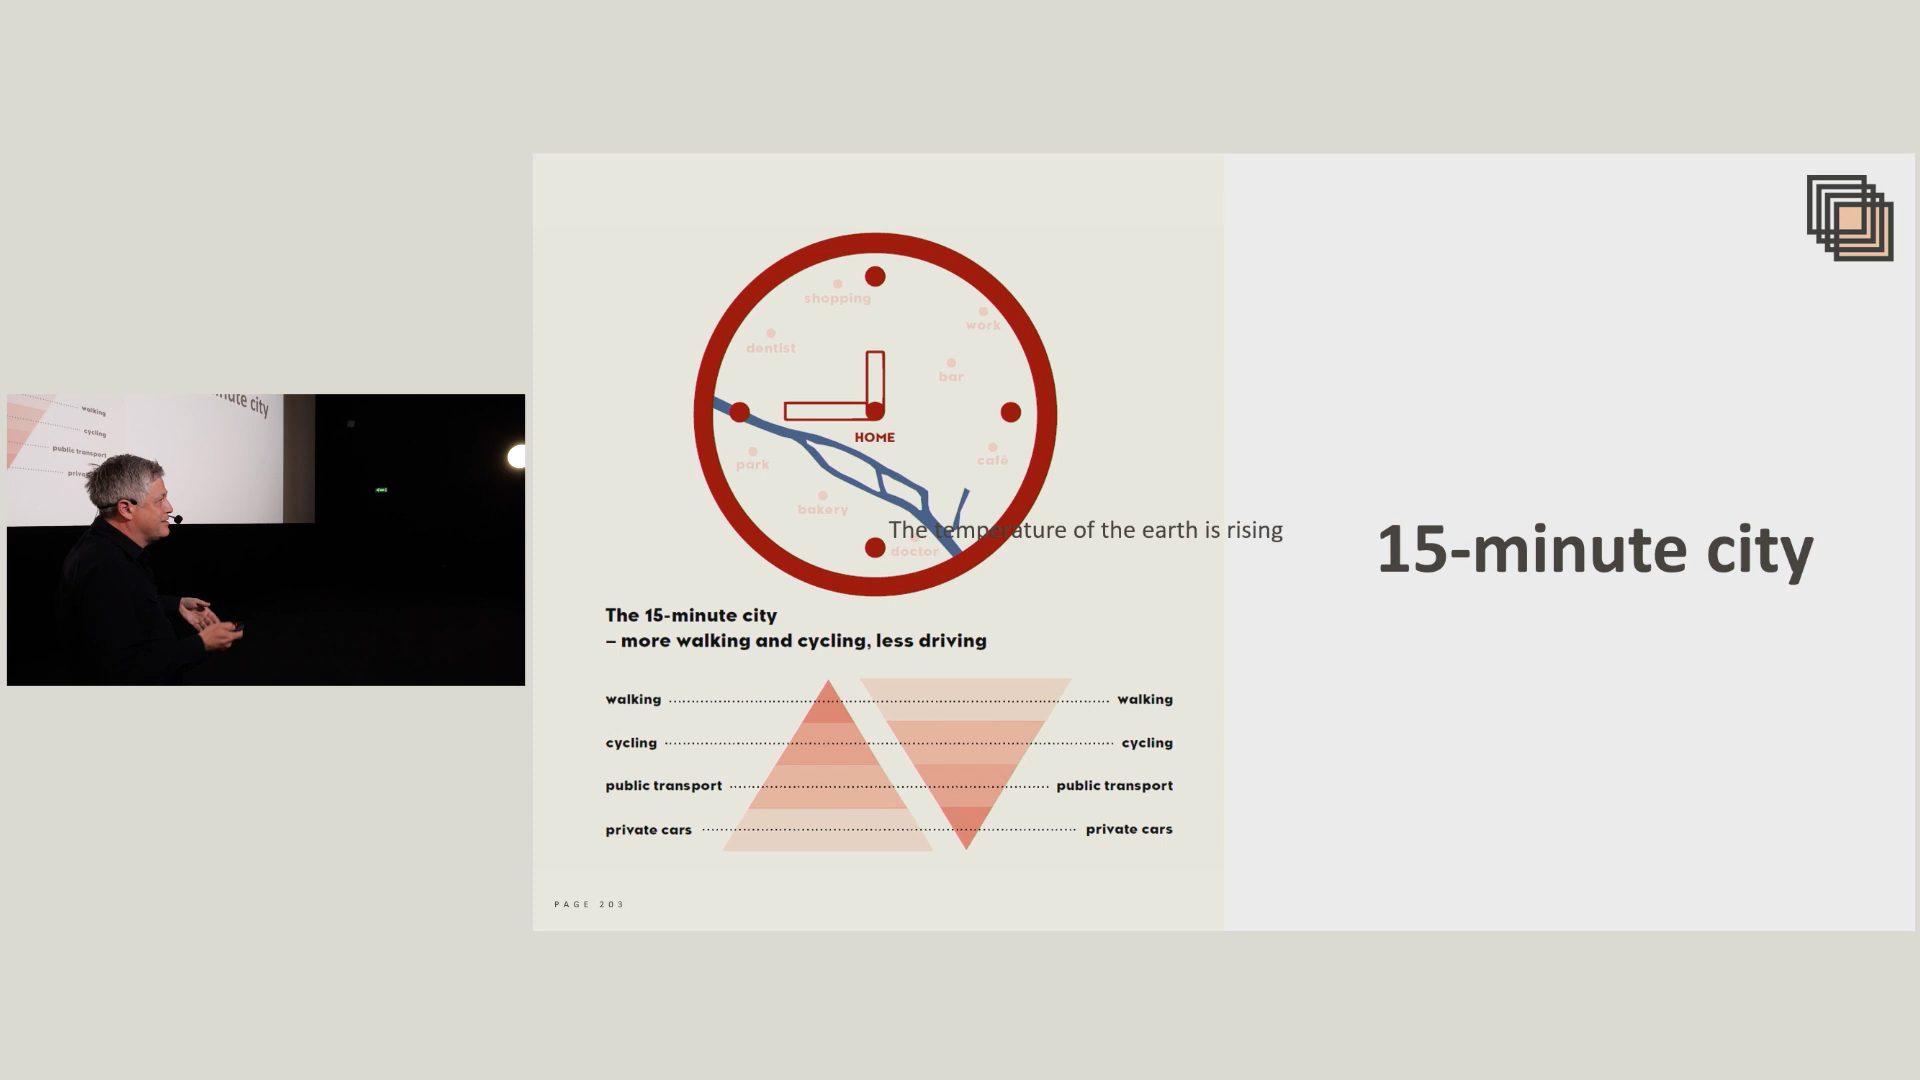 nute city
walking
cycling
public transport
shopping
work
dentist
bar
HOME
park
café
bakery
The temperature of the earth is rising
doctor
15-minute city
The 15-minute city
– more walking and cycling, less driving
walking walking
cycling cycling
public transport public transport
private cars private cars
PAGE 203